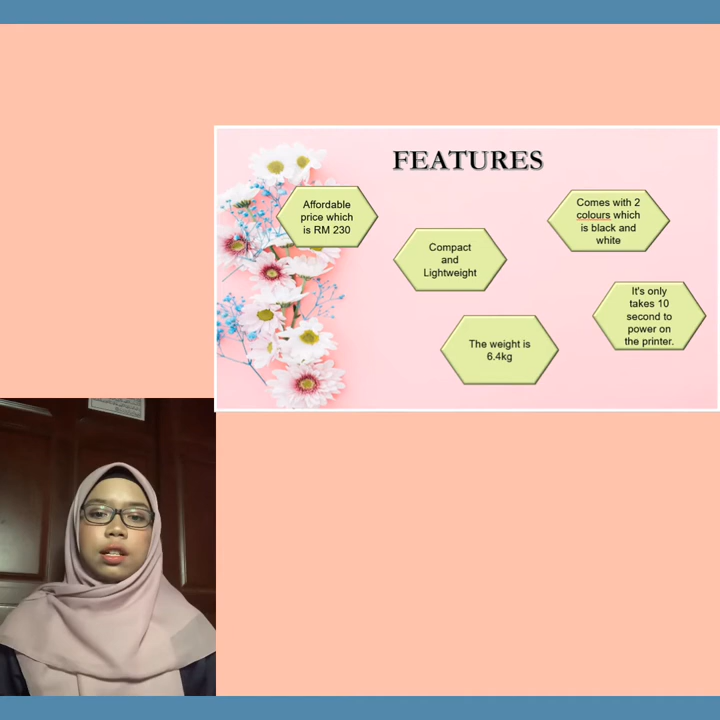 FEATURES
Affordable
price which
is RM 230
Compact
and
Lightweight
Comes with 2
colours which
is black and
white
The weight is
6.4kg
It's only
takes 10
second to
power on
the printer.